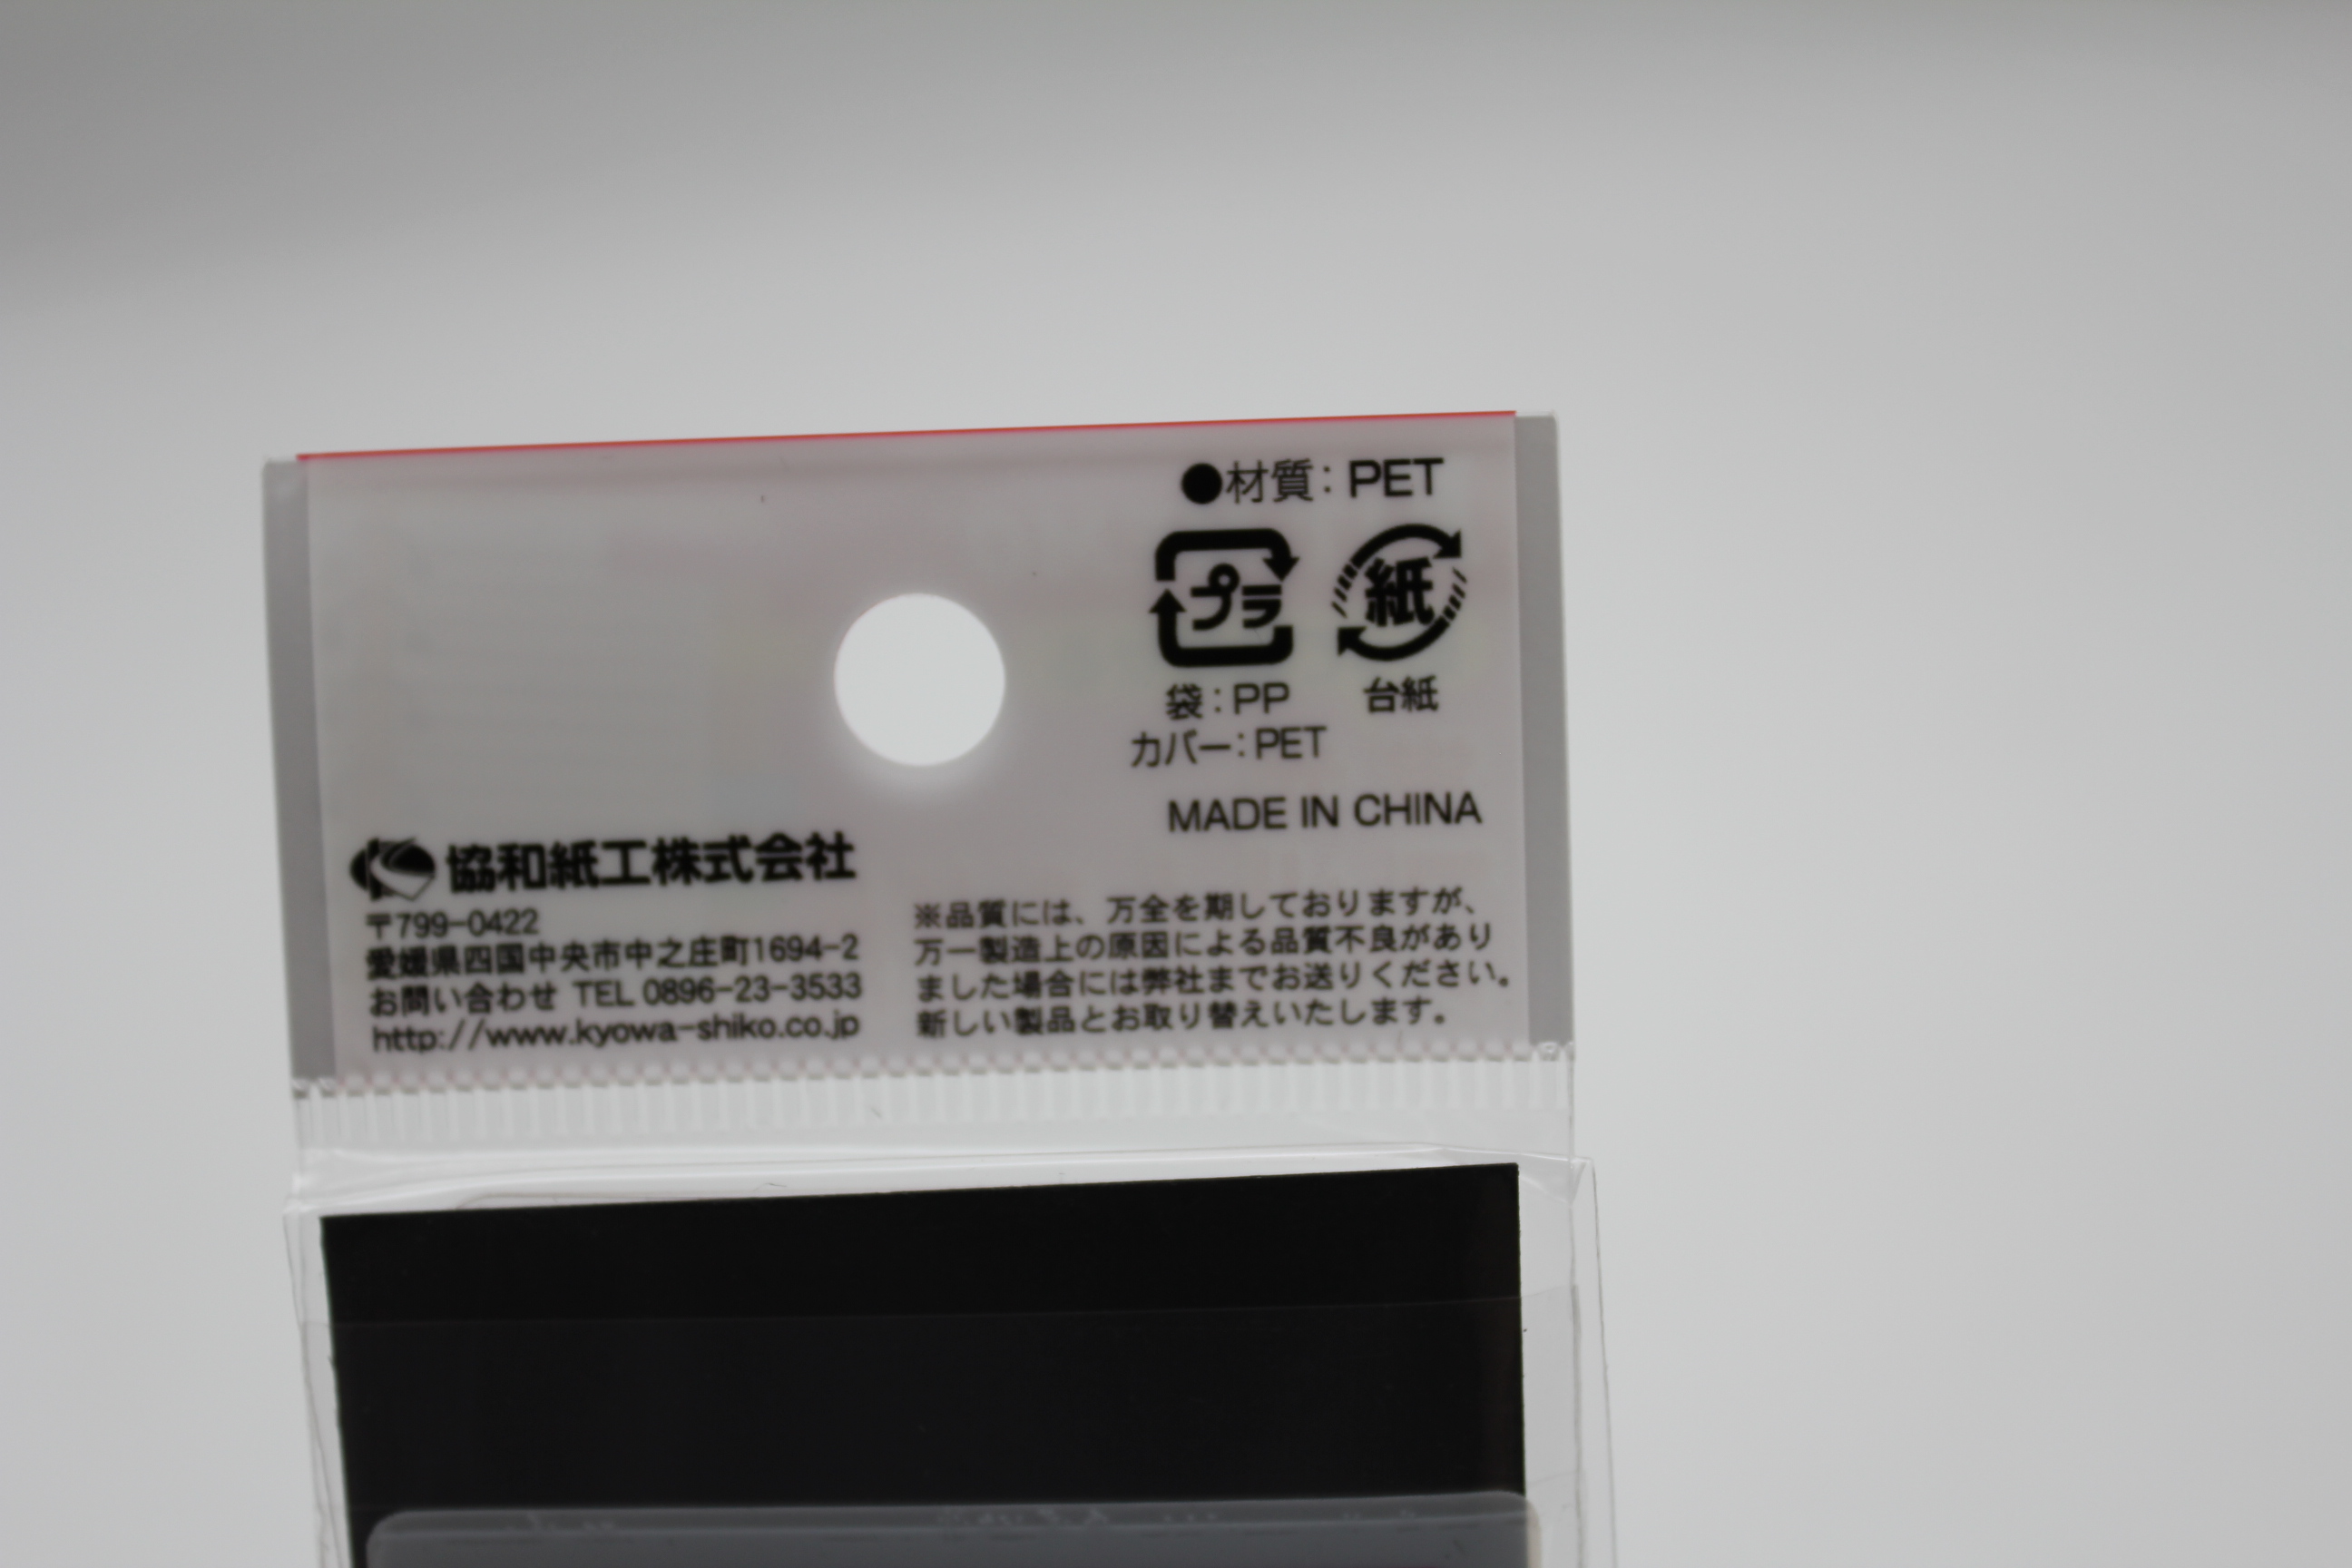 ●材質：PET
プラ 紙
袋：PP 台紙
カバー：PET
MADE IN CHINA
協和紙工株式会社
〒799-0422
愛媛県四国中央市中之庄町1694-2
お問い合わせ TEL 0896-23-3533
http://www.kyowa-shiko.co.jp
※品質には、万全を期しておりますが、
万一製造上の原因による品質不良があり
ました場合には弊社までお送りください。
新しい製品とお取り替えいたします。